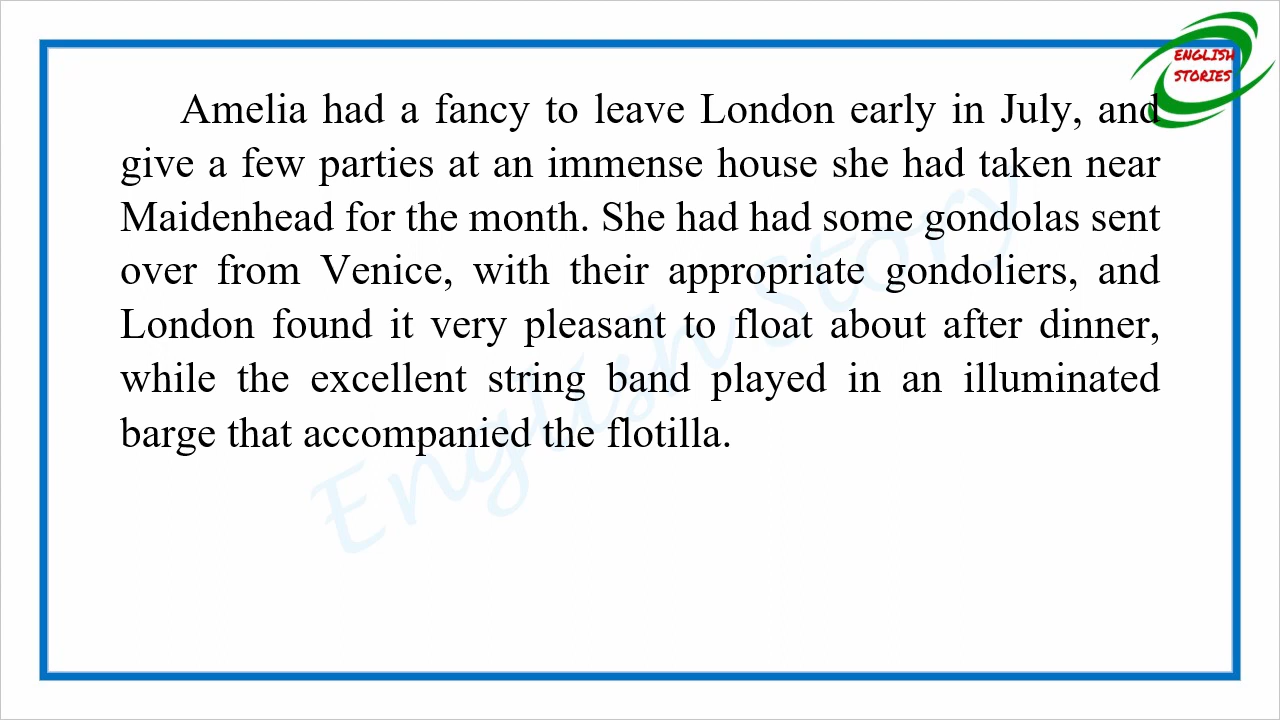 ENGLISH
STORIES
Amelia had a fancy to leave London early in July, and
give a few parties at an immense house she had taken near
Maidenhead for the month. She had had some gondolas sent
over from Venice, with their appropriate gondoliers, and
London found it very pleasant to float about after dinner,
while the excellent string band played in an illuminated
barge that accompanied the flotilla.
English Story